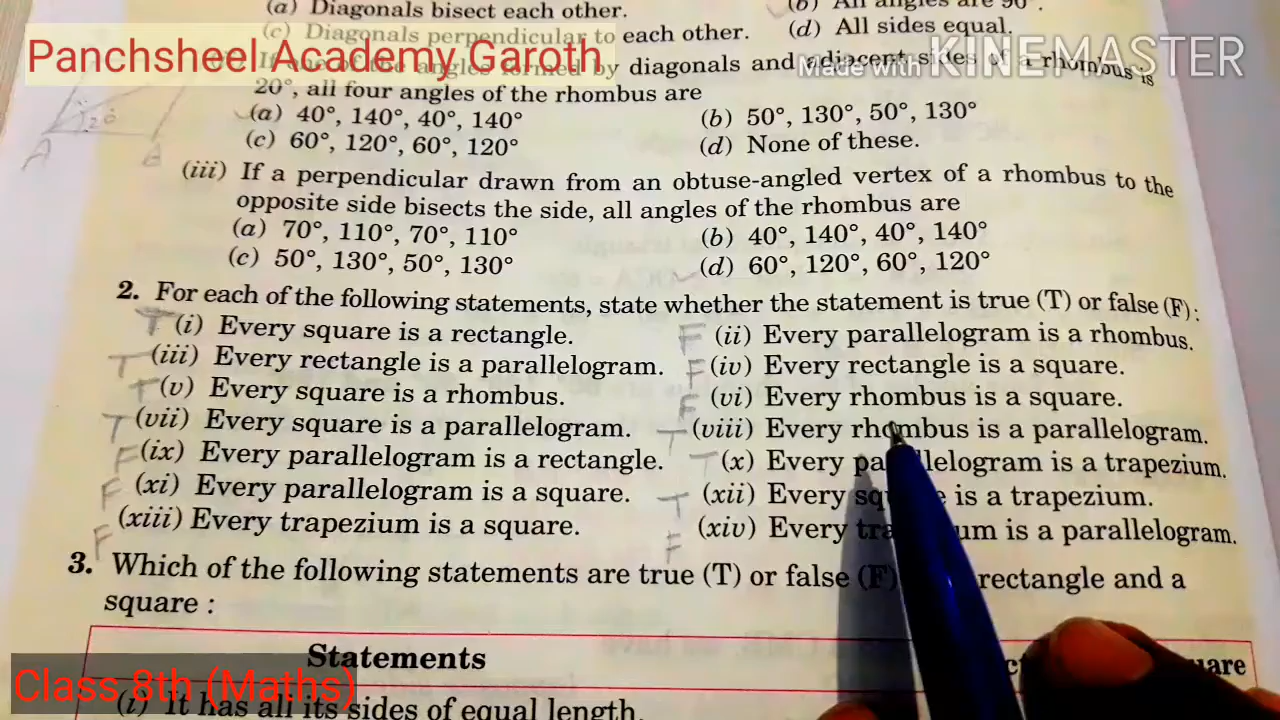 (a) Diagonals bisect each other. (b) All angles are 90°.
(c) Diagonals perpendicular to each other. (d) All sides equal.
Panchsheel Academy Garoth
Made with KINEMASTER
by diagonals and adjacent sides of a rhombus is
20°, all four angles of the rhombus are
(a) 40°, 140°, 40°, 140° (b) 50°, 130°, 50°, 130°
(c) 60°, 120°, 60°, 120° (d) None of these.
A B 20°
(iii) If a perpendicular drawn from an obtuse-angled vertex of a rhombus to the
opposite side bisects the side, all angles of the rhombus are
(a) 70°, 110°, 70°, 110° (b) 40°, 140°, 40°, 140°
(c) 50°, 130°, 50°, 130° (d) 60°, 120°, 60°, 120°
2. For each of the following statements, state whether the statement is true (T) or false (F):
T (i) Every square is a rectangle. F (ii) Every parallelogram is a rhombus.
T (iii) Every rectangle is a parallelogram. F (iv) Every rectangle is a square.
T (v) Every square is a rhombus. F (vi) Every rhombus is a square.
T (vii) Every square is a parallelogram. T (viii) Every rhombus is a parallelogram.
F (ix) Every parallelogram is a rectangle. T (x) Every parallelogram is a trapezium.
F (xi) Every parallelogram is a square. T (xii) Every square is a trapezium.
F (xiii) Every trapezium is a square. F (xiv) Every trapezium is a parallelogram.
3. Which of the following statements are true (T) or false (F) rectangle and a
square :
Statements
Class 8th (Maths)
(i) It has all its sides of equal length.